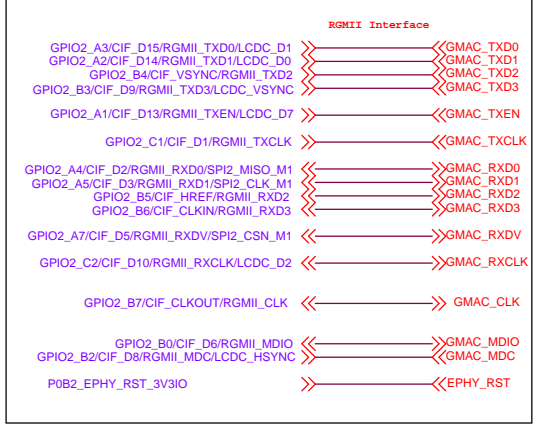 RGMII Interface
GPIO2_A3/CIF_D15/RGMII_TXD0/LCDC_D1 GMAC_TXD0
GPIO2_A2/CIF_D14/RGMII_TXD1/LCDC_D0 GMAC_TXD1
GPIO2_B4/CIF_VSYNC/RGMII_TXD2 GMAC_TXD2
GPIO2_B3/CIF_D9/RGMII_TXD3/LCDC_VSYNC GMAC_TXD3
GPIO2_A1/CIF_D13/RGMII_TXEN/LCDC_D7 GMAC_TXEN
GPIO2_C1/CIF_D1/RGMII_TXCLK GMAC_TXCLK
GPIO2_A4/CIF_D2/RGMII_RXD0/SPI2_MISO_M1 GMAC_RXD0
GPIO2_A5/CIF_D3/RGMII_RXD1/SPI2_CLK_M1 GMAC_RXD1
GPIO2_B5/CIF_HREF/RGMII_RXD2 GMAC_RXD2
GPIO2_B6/CIF_CLKIN/RGMII_RXD3 GMAC_RXD3
GPIO2_A7/CIF_D5/RGMII_RXDV/SPI2_CSN_M1 GMAC_RXDV
GPIO2_C2/CIF_D10/RGMII_RXCLK/LCDC_D2 GMAC_RXCLK
GPIO2_B7/CIF_CLKOUT/RGMII_CLK GMAC_CLK
GPIO2_B0/CIF_D6/RGMII_MDIO GMAC_MDIO
GPIO2_B2/CIF_D8/RGMII_MDC/LCDC_HSYNC GMAC_MDC
P0B2_EPHY_RST_3V3IO EPHY_RST